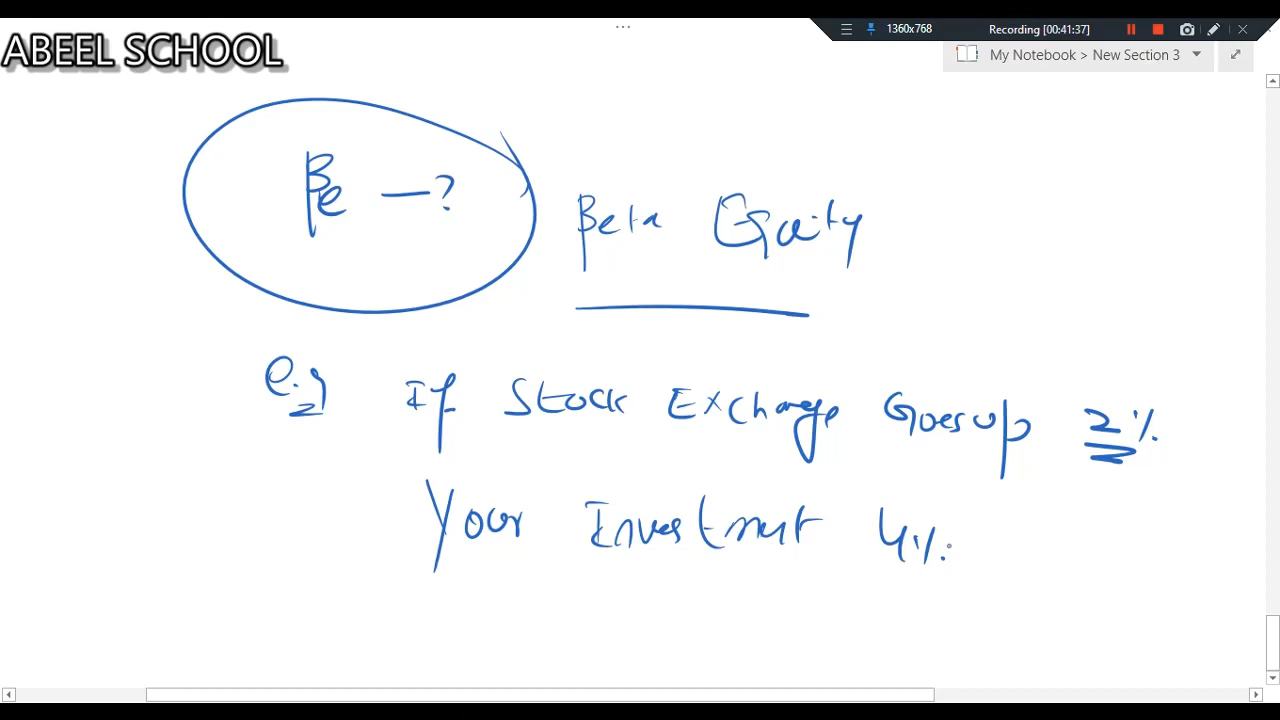 ABEEL SCHOOL
1360x768 Recording [00:41:37]
My Notebook > New Section 3
βe — ?
Beta Equity
e.g If Stock Exchange Goes up 2%
Your Investment 4%